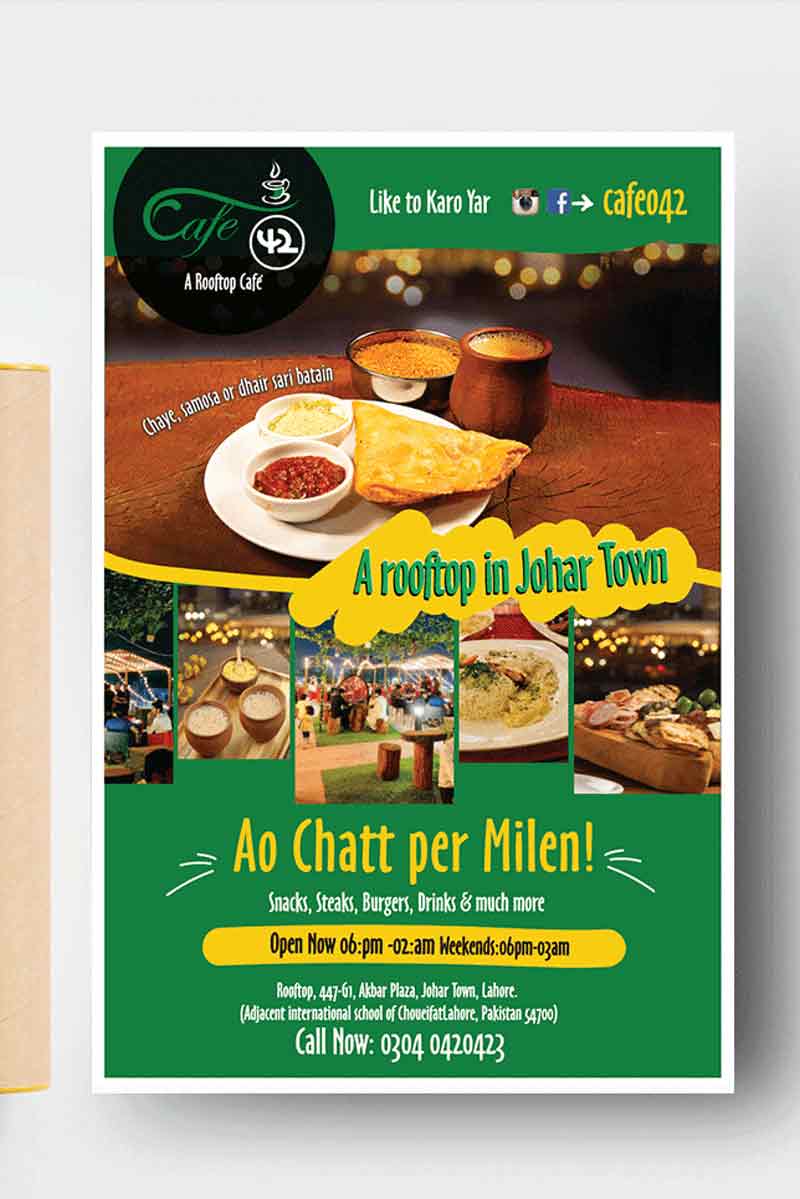 Cafe
42
A Rooftop Café
Like to Karo Yar
f
cafe042
Chaye, samosa or dhair sari batain
A rooftop in Johar Town
Ao Chatt per Milen!
Snacks, Steaks, Burgers, Drinks & much more
Open Now 06:pm -02:am Weekends:06pm-03am
Rooftop, 447-G1, Akbar Plaza, Johar Town, Lahore.
(Adjacent international school of ChoueifatLahore, Pakistan 54700)
Call Now: 0304 0420423